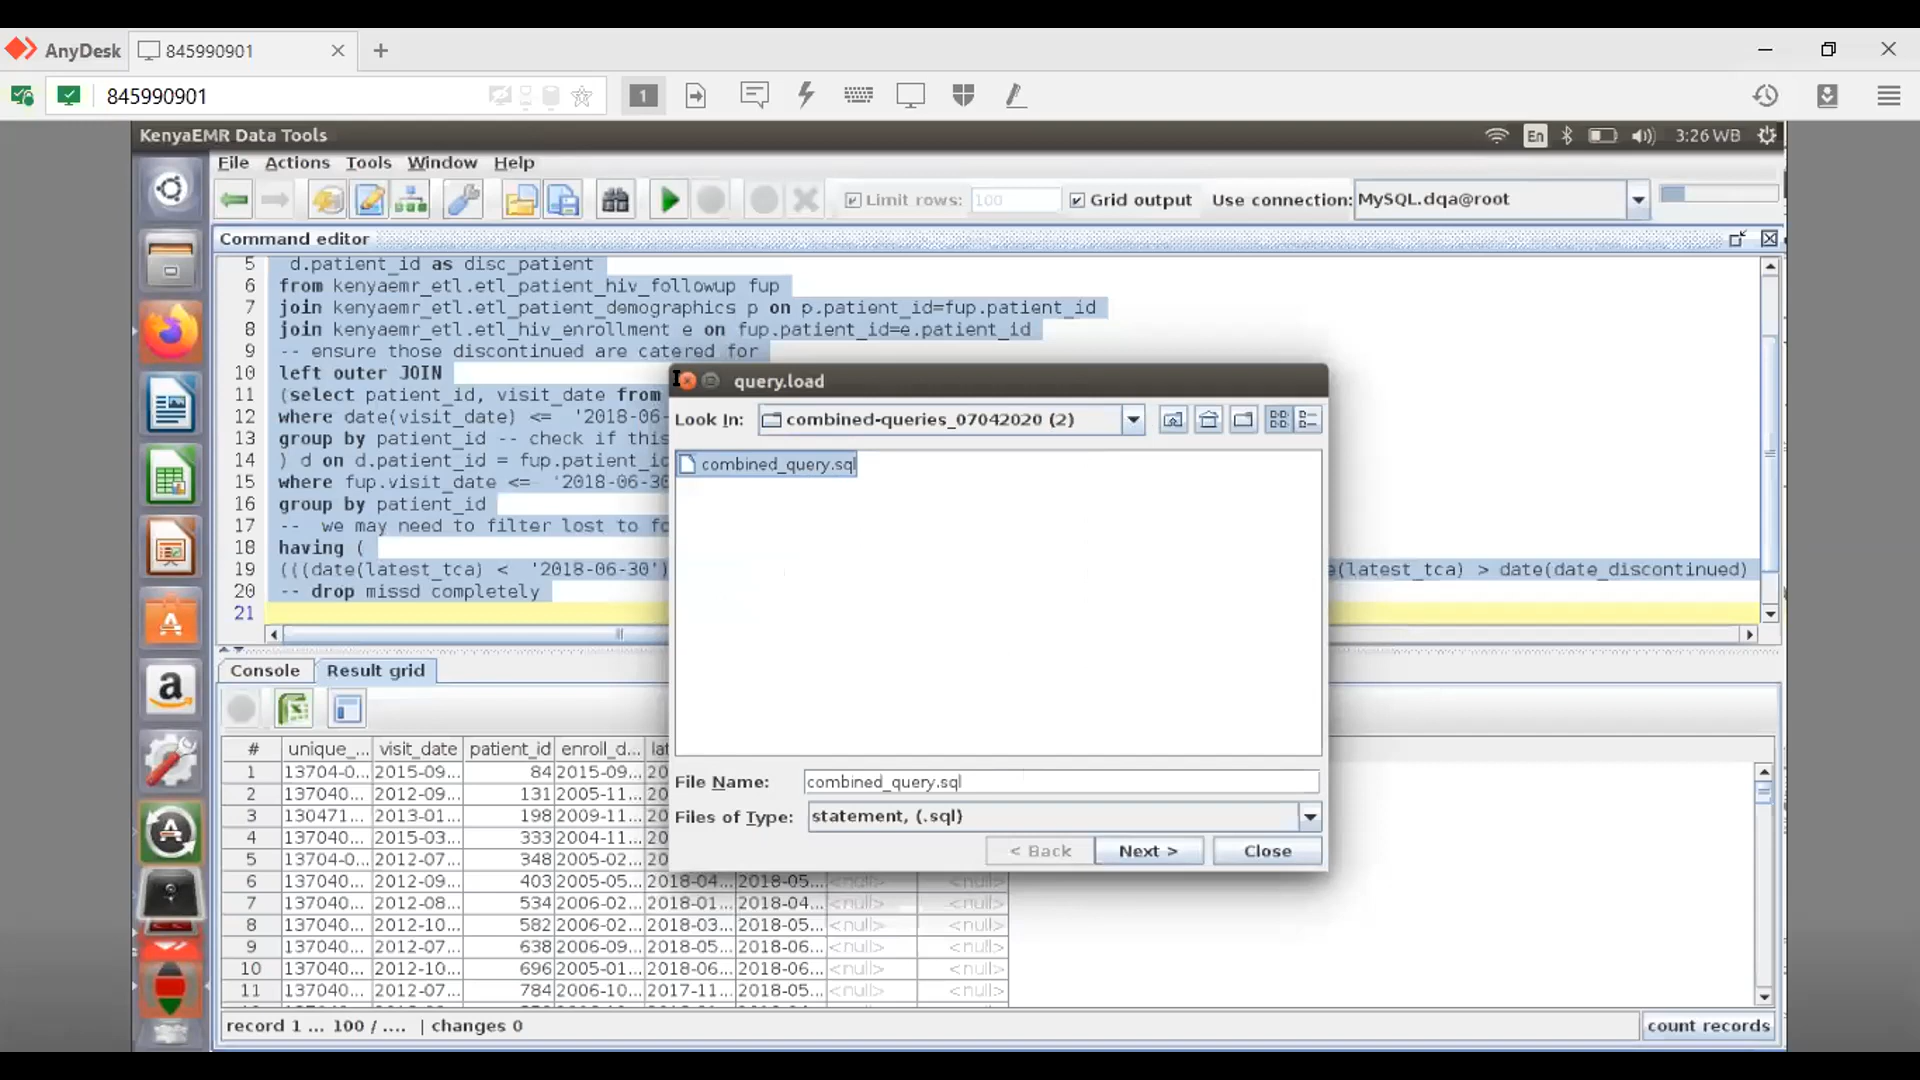 AnyDesk
845990901
845990901
1
KenyaEMR Data Tools
En
3:26 WB
File Actions Tools Window Help
Limit rows: 100
Grid output
Use connection: MySQL.dqa@root
Command editor
5 d.patient_id as disc_patient
6 from kenyaemr_etl.etl_patient_hiv_followup fup
7 join kenyaemr_etl.etl_patient_demographics p on p.patient_id=fup.patient_id
8 join kenyaemr_etl.etl_hiv_enrollment e on fup.patient_id=e.patient_id
9 -- ensure those discontinued are catered for
10 left outer JOIN
11 (select patient_id, visit_date from
12 where date(visit_date) <= '2018-06-
13 group by patient_id -- check if this
14 ) d on d.patient_id = fup.patient_id
15 where fup.visit_date <= '2018-06-30
16 group by patient_id
17 -- we may need to filter lost to fo
18 having (
19 (((date(latest_tca) < '2018-06-30') e(latest_tca) > date(date_discontinued)
20 -- drop missd completely
21
query.load
Look In: combined-queries_07042020 (2)
combined_query.sql
File Name: combined_query.sql
Files of Type: statement, (.sql)
< Back Next > Close
Console Result grid
# unique_... visit_date patient_id enroll_d... lat
1 13704-0... 2015-09... 84 2015-09... 20
2 137040... 2012-09... 131 2005-11... 20
3 130471... 2013-01... 198 2009-11... 20
4 137040... 2015-03... 333 2004-11... 20
5 13704-0... 2012-07... 348 2005-02... 20
6 137040... 2012-09... 403 2005-05... 2018-04... 2018-05... <null> <null>
7 137040... 2012-08... 534 2006-02... 2018-01... 2018-04... <null> <null>
8 137040... 2012-10... 582 2006-02... 2018-03... 2018-05... <null> <null>
9 137040... 2012-07... 638 2006-09... 2018-05... 2018-06... <null> <null>
10 137040... 2012-10... 696 2005-01... 2018-06... 2018-06... <null> <null>
11 137040... 2012-07... 784 2006-10... 2017-11... 2018-05... <null> <null>
record 1 ... 100 / .... | changes 0
count records